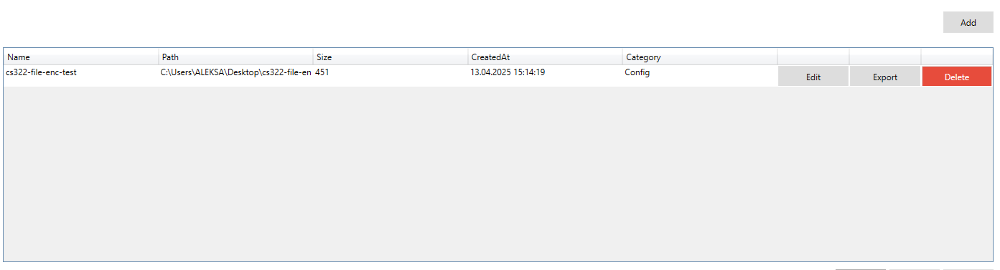 Add
Name Path Size CreatedAt Category
cs322-file-enc-test C:\Users\ALEKSA\Desktop\cs322-file-en 451 13.04.2025 15:14:19 Config Edit Export Delete